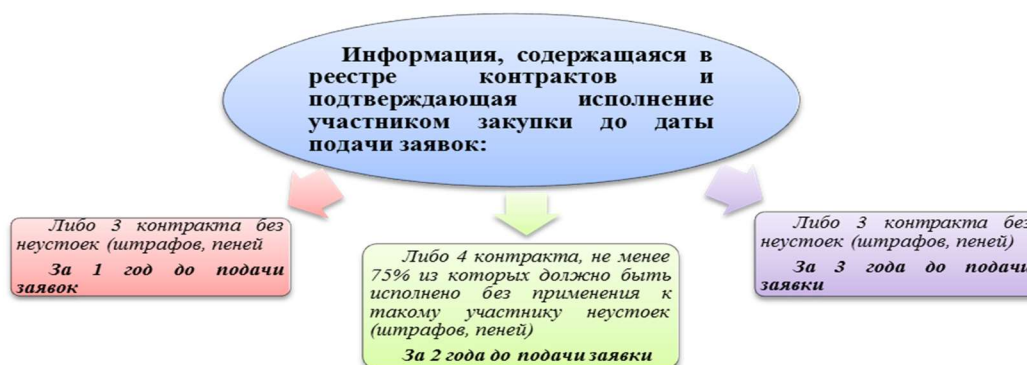 Информация, содержащаяся в
реестре контрактов и
подтверждающая исполнение
участником закупки до даты
подачи заявок:
Либо 3 контракта без
неустоек (штрафов, пеней
За 1 год до подачи
заявок
Либо 4 контракта, не менее
75% из которых должно быть
исполнено без применения к
такому участнику неустоек
(штрафов, пеней)
За 2 года до подачи заявки
Либо 3 контракта без
неустоек (штрафов, пеней)
За 3 года до подачи
заявки